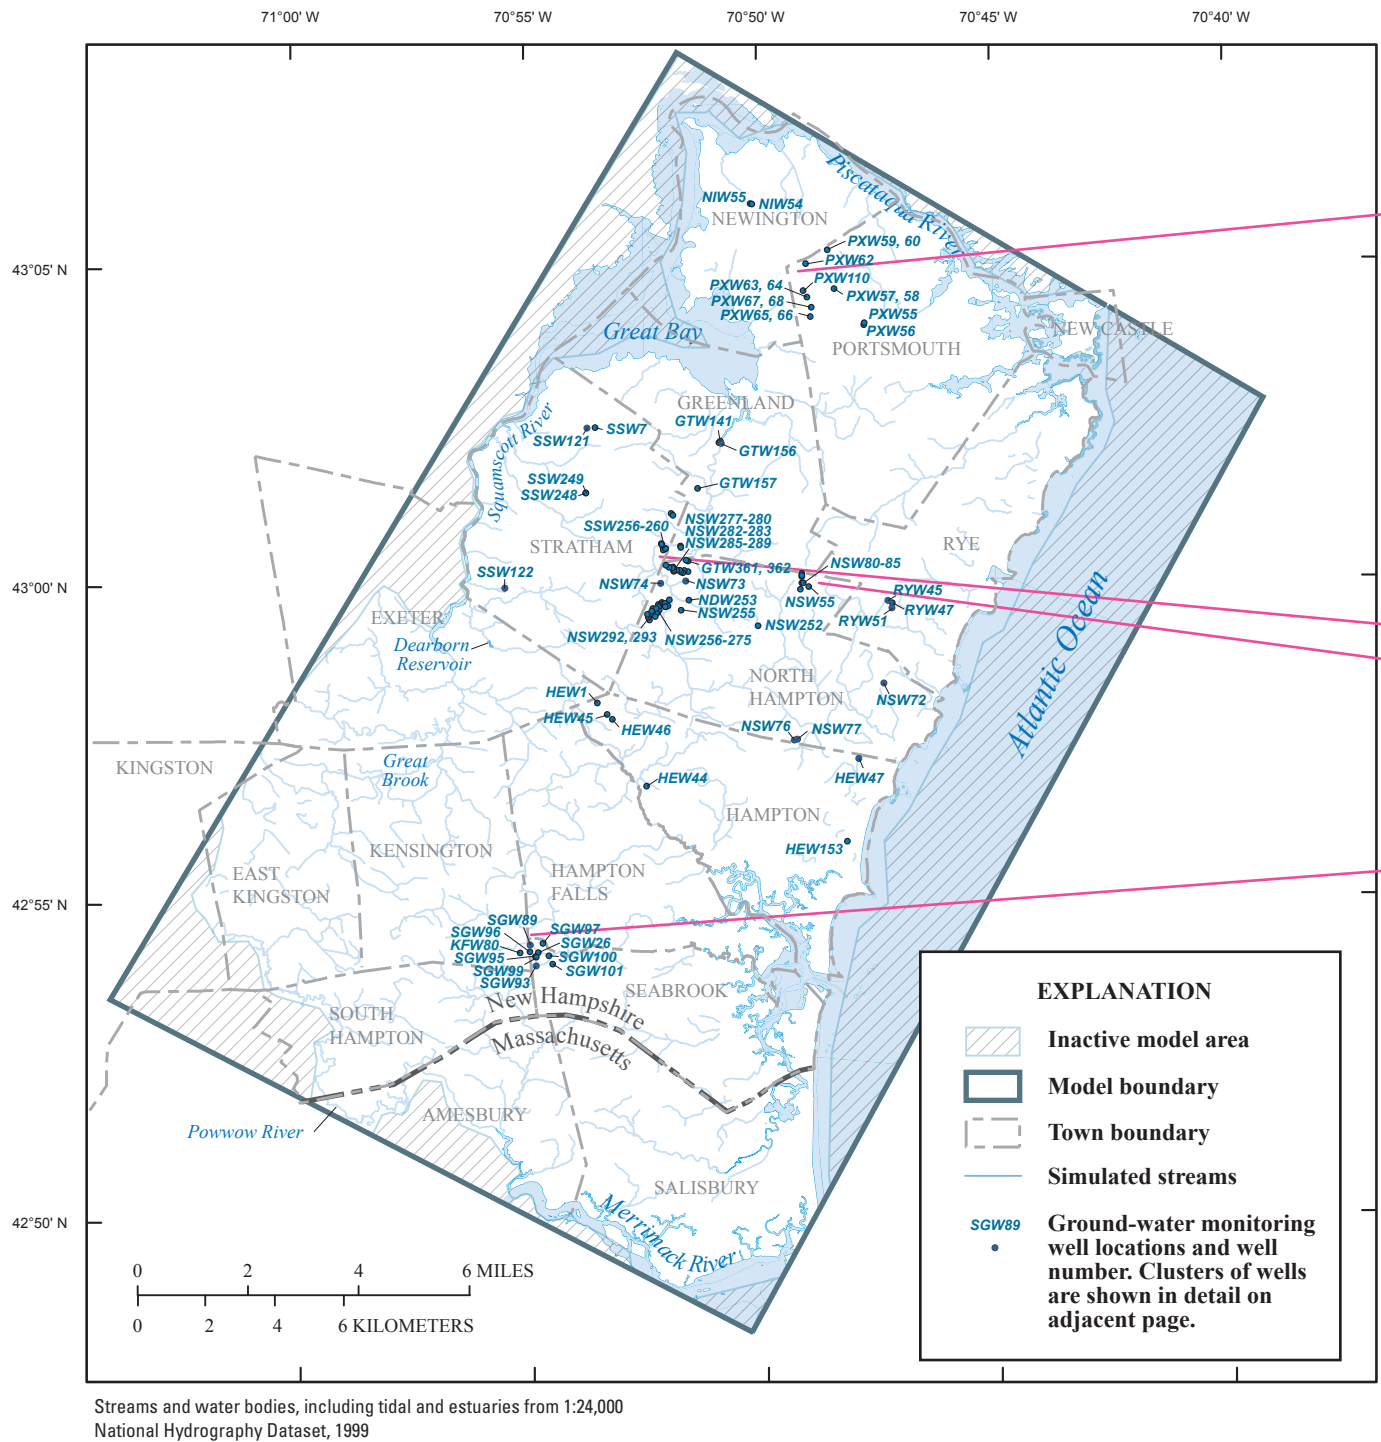 71°00' W
70°55' W
70°50' W
70°45' W
70°40' W
43°05' N
43°00' N
42°55' N
42°50' N
Piscataqua River
NIW55
NIW54
NEWINGTON
PXW59, 60
PXW62
PXW110
PXW63, 64
PXW57, 58
PXW67, 68
PXW65, 66
PXW55
PXW56
NEW CASTLE
Great Bay
PORTSMOUTH
GREENLAND
GTW141
SSW7
SSW121
GTW156
Squamscott River
SSW249
SSW248
GTW157
NSW277-280
SSW256-260
NSW282-283
NSW285-289
STRATHAM
RYE
GTW361, 362
NSW80-85
SSW122
NSW74
NSW73
RYW45
NDW253
NSW55
RYW47
NSW255
RYW51
EXETER
NSW252
NSW292, 293
NSW256-275
Dearborn
Reservoir
NORTH
HAMPTON
Atlantic Ocean
HEW1
NSW72
HEW45
HEW46
NSW76
NSW77
KINGSTON
Great
Brook
HEW44
HEW47
HAMPTON
HEW153
KENSINGTON
EAST
KINGSTON
HAMPTON
FALLS
SGW89
SGW96
SGW97
KFW80
SGW26
SGW95
SGW100
SGW99
SGW101
SGW93
SEABROOK
New Hampshire
Massachusetts
SOUTH
HAMPTON
AMESBURY
Powwow River
SALISBURY
Merrimack River
0 2 4 6 MILES
0 2 4 6 KILOMETERS
EXPLANATION
Inactive model area
Model boundary
Town boundary
Simulated streams
SGW89
Ground-water monitoring
well locations and well
number. Clusters of wells
are shown in detail on
adjacent page.
Streams and water bodies, including tidal and estuaries from 1:24,000
National Hydrography Dataset, 1999